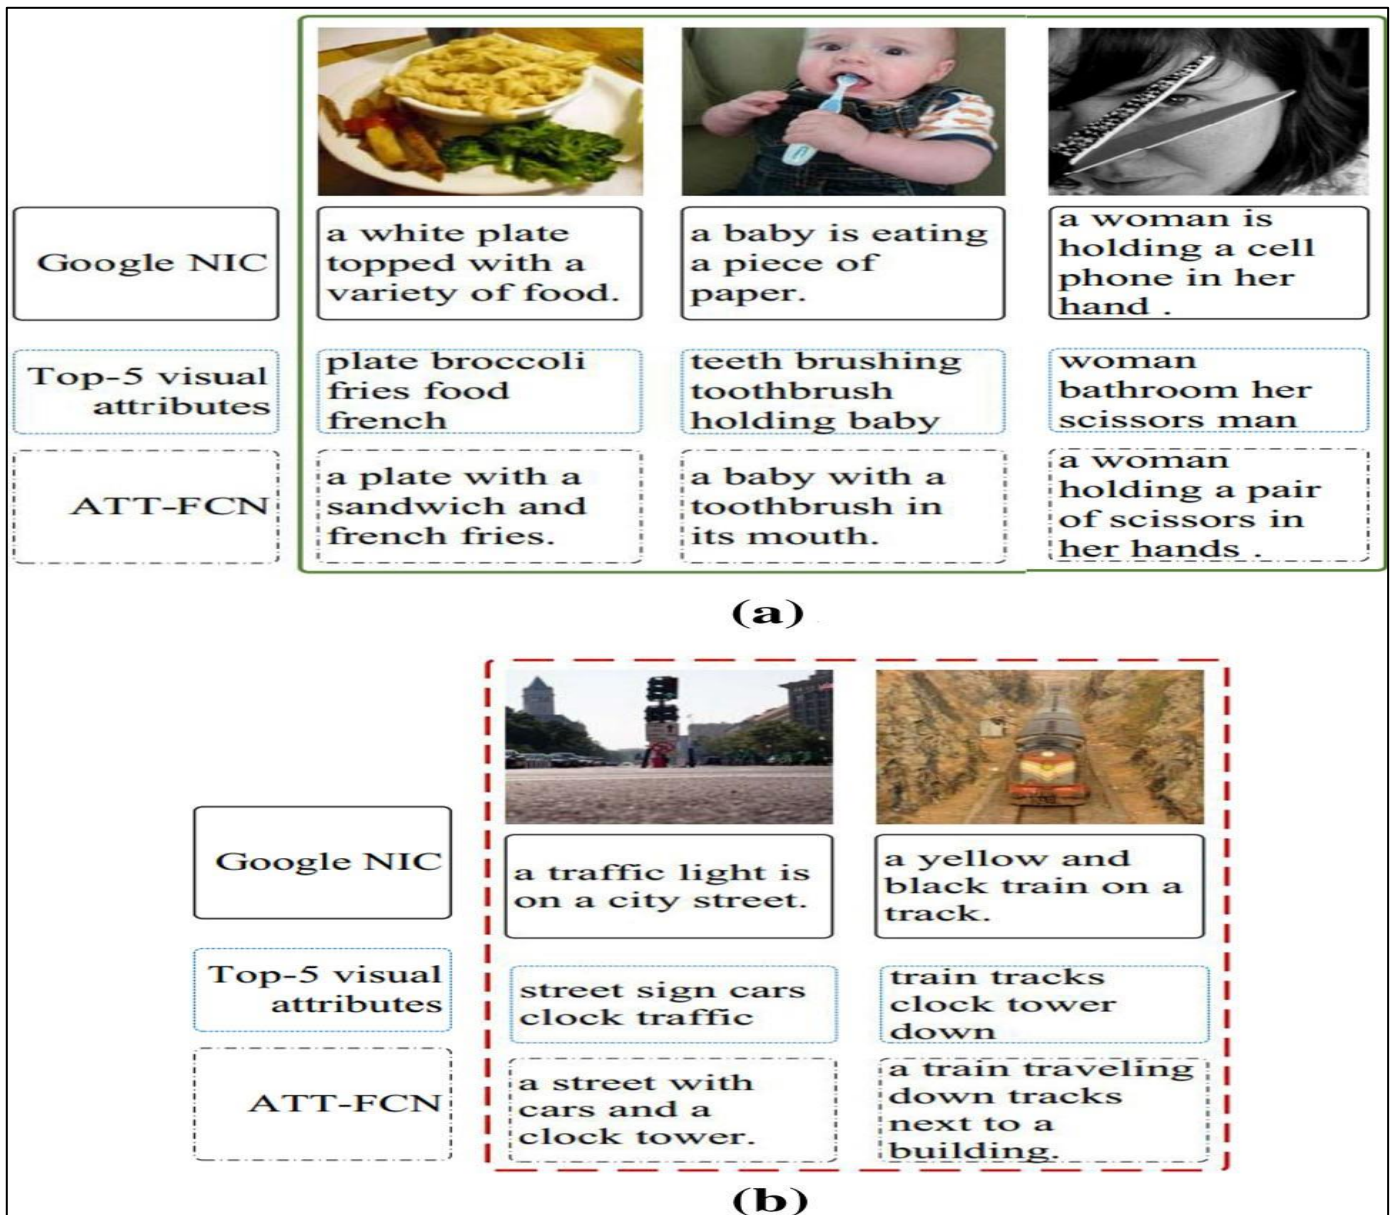 Google NIC
a white plate
topped with a
variety of food.
a baby is eating
a piece of
paper.
a woman is
holding a cell
phone in her
hand .
Top-5 visual
attributes
plate broccoli
fries food
french
teeth brushing
toothbrush
holding baby
woman
bathroom her
scissors man
ATT-FCN
a plate with a
sandwich and
french fries.
a baby with a
toothbrush in
its mouth.
a woman
holding a pair
of scissors in
her hands .
(a)
Google NIC
a traffic light is
on a city street.
a yellow and
black train on a
track.
Top-5 visual
attributes
street sign cars
clock traffic
train tracks
clock tower
down
ATT-FCN
a street with
cars and a
clock tower.
a train traveling
down tracks
next to a
building.
(b)